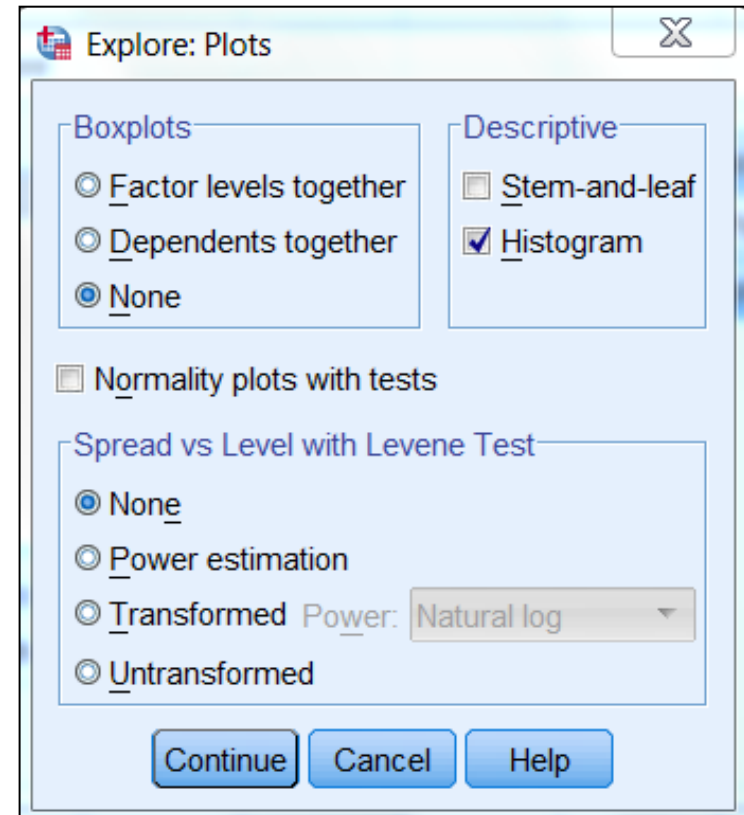 Explore: Plots
Boxplots
Factor levels together
Dependents together
None
Descriptive
Stem-and-leaf
Histogram
Normality plots with tests
Spread vs Level with Levene Test
None
Power estimation
Transformed Power: Natural log
Untransformed
Continue Cancel Help